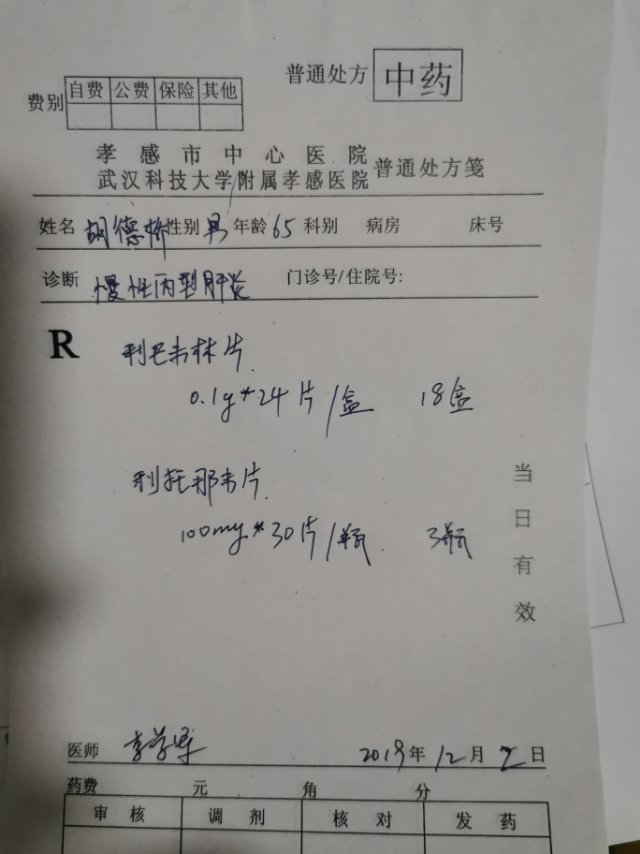 普通处方 中药
费别 自费 公费 保险 其他
孝感市中心医院
武汉科技大学附属孝感医院 普通处方笺
姓名 胡德桥 性别 男 年龄 65 科别 病房 床号
诊断 慢性丙型肝炎 门诊号/住院号:
R
利巴韦林片
0.1g*24片/盒 18盒
利托那韦片
100mg*30片/瓶 3瓶
当日有效
医师 2019年12月2日
药费 元 角 分
审核 调剂 核对 发药